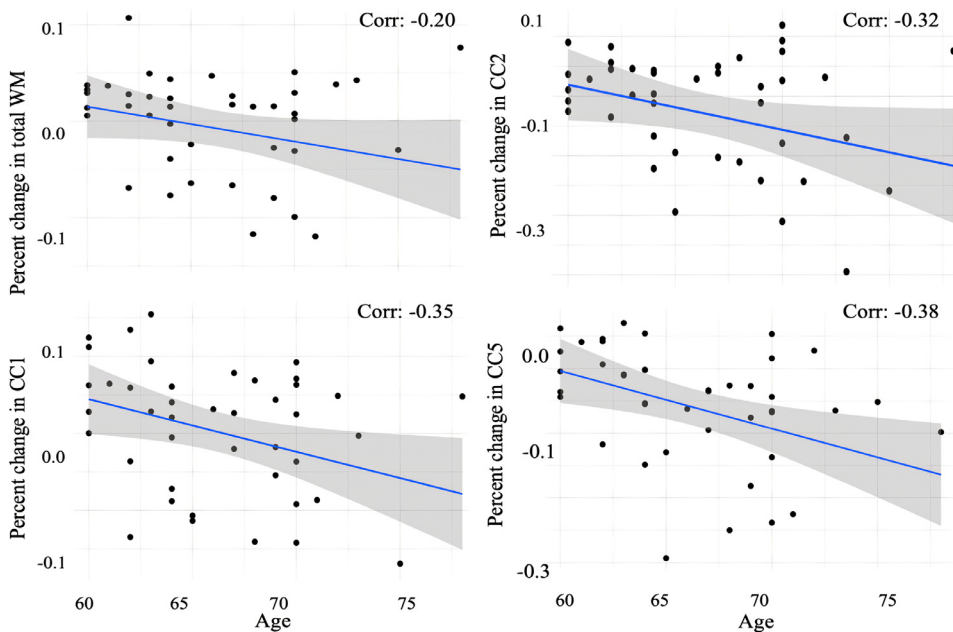 0.1
Corr: -0.20
Percent change in total WM
0.0
-0.1
0.1
Corr: -0.32
Percent change in CC2
-0.1
-0.3
Corr: -0.35
Percent change in CC1
0.1
0.0
-0.1
60
65
70
75
Age
Corr: -0.38
Percent change in CC5
0.0
-0.1
-0.3
60
65
70
75
Age